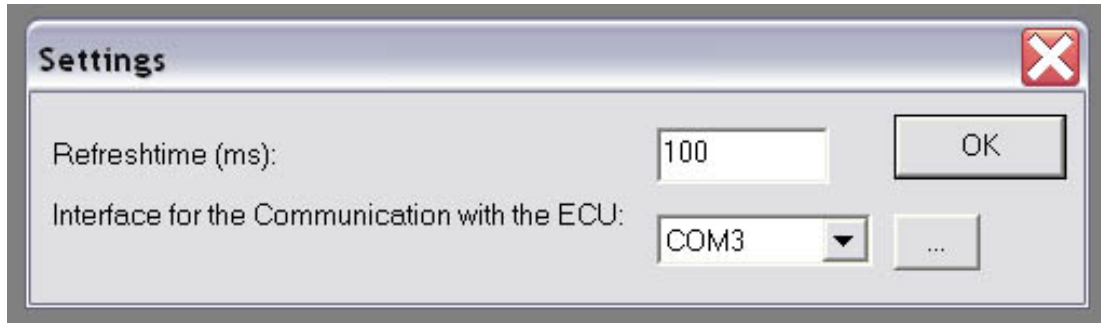 Settings
Refreshtime (ms):
100
OK
Interface for the Communication with the ECU:
COM3
...